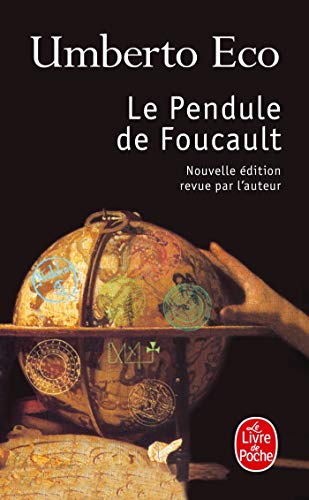 Umberto Eco
Le Pendule
de Foucault
Nouvelle édition
revue par l'auteur
Le
Livre
de
Poche